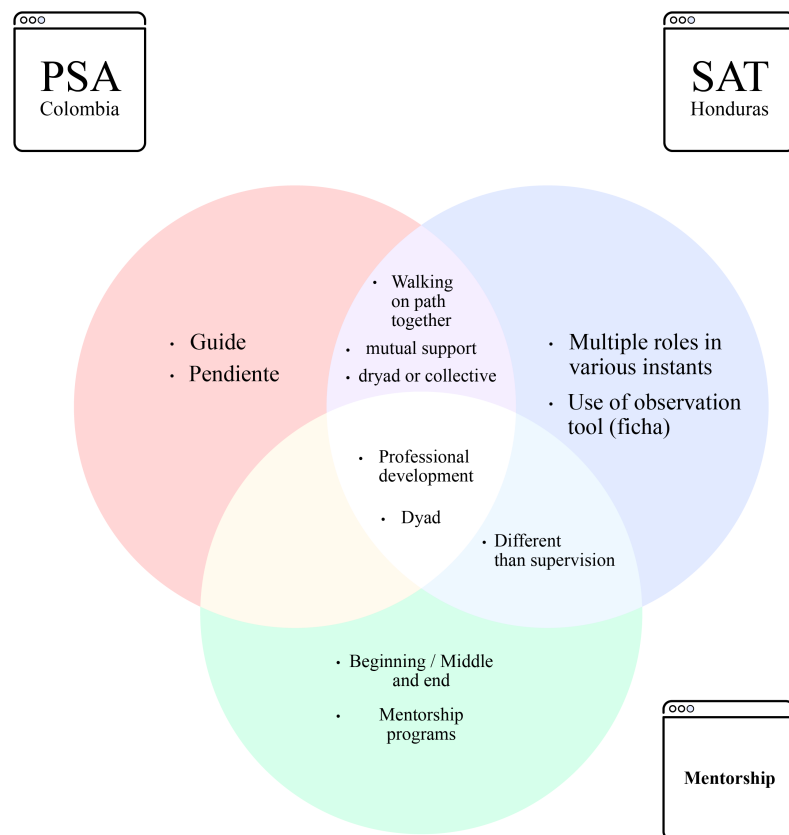 PSA
Colombia
SAT
Honduras
· Walking
on path
together
· mutual support
· dryad or collective
· Guide
· Pendiente
· Multiple roles in
various instants
· Use of observation
tool (ficha)
· Professional
development
· Dyad
· Different
than supervision
· Beginning / Middle
and end
· Mentorship
programs
Mentorship